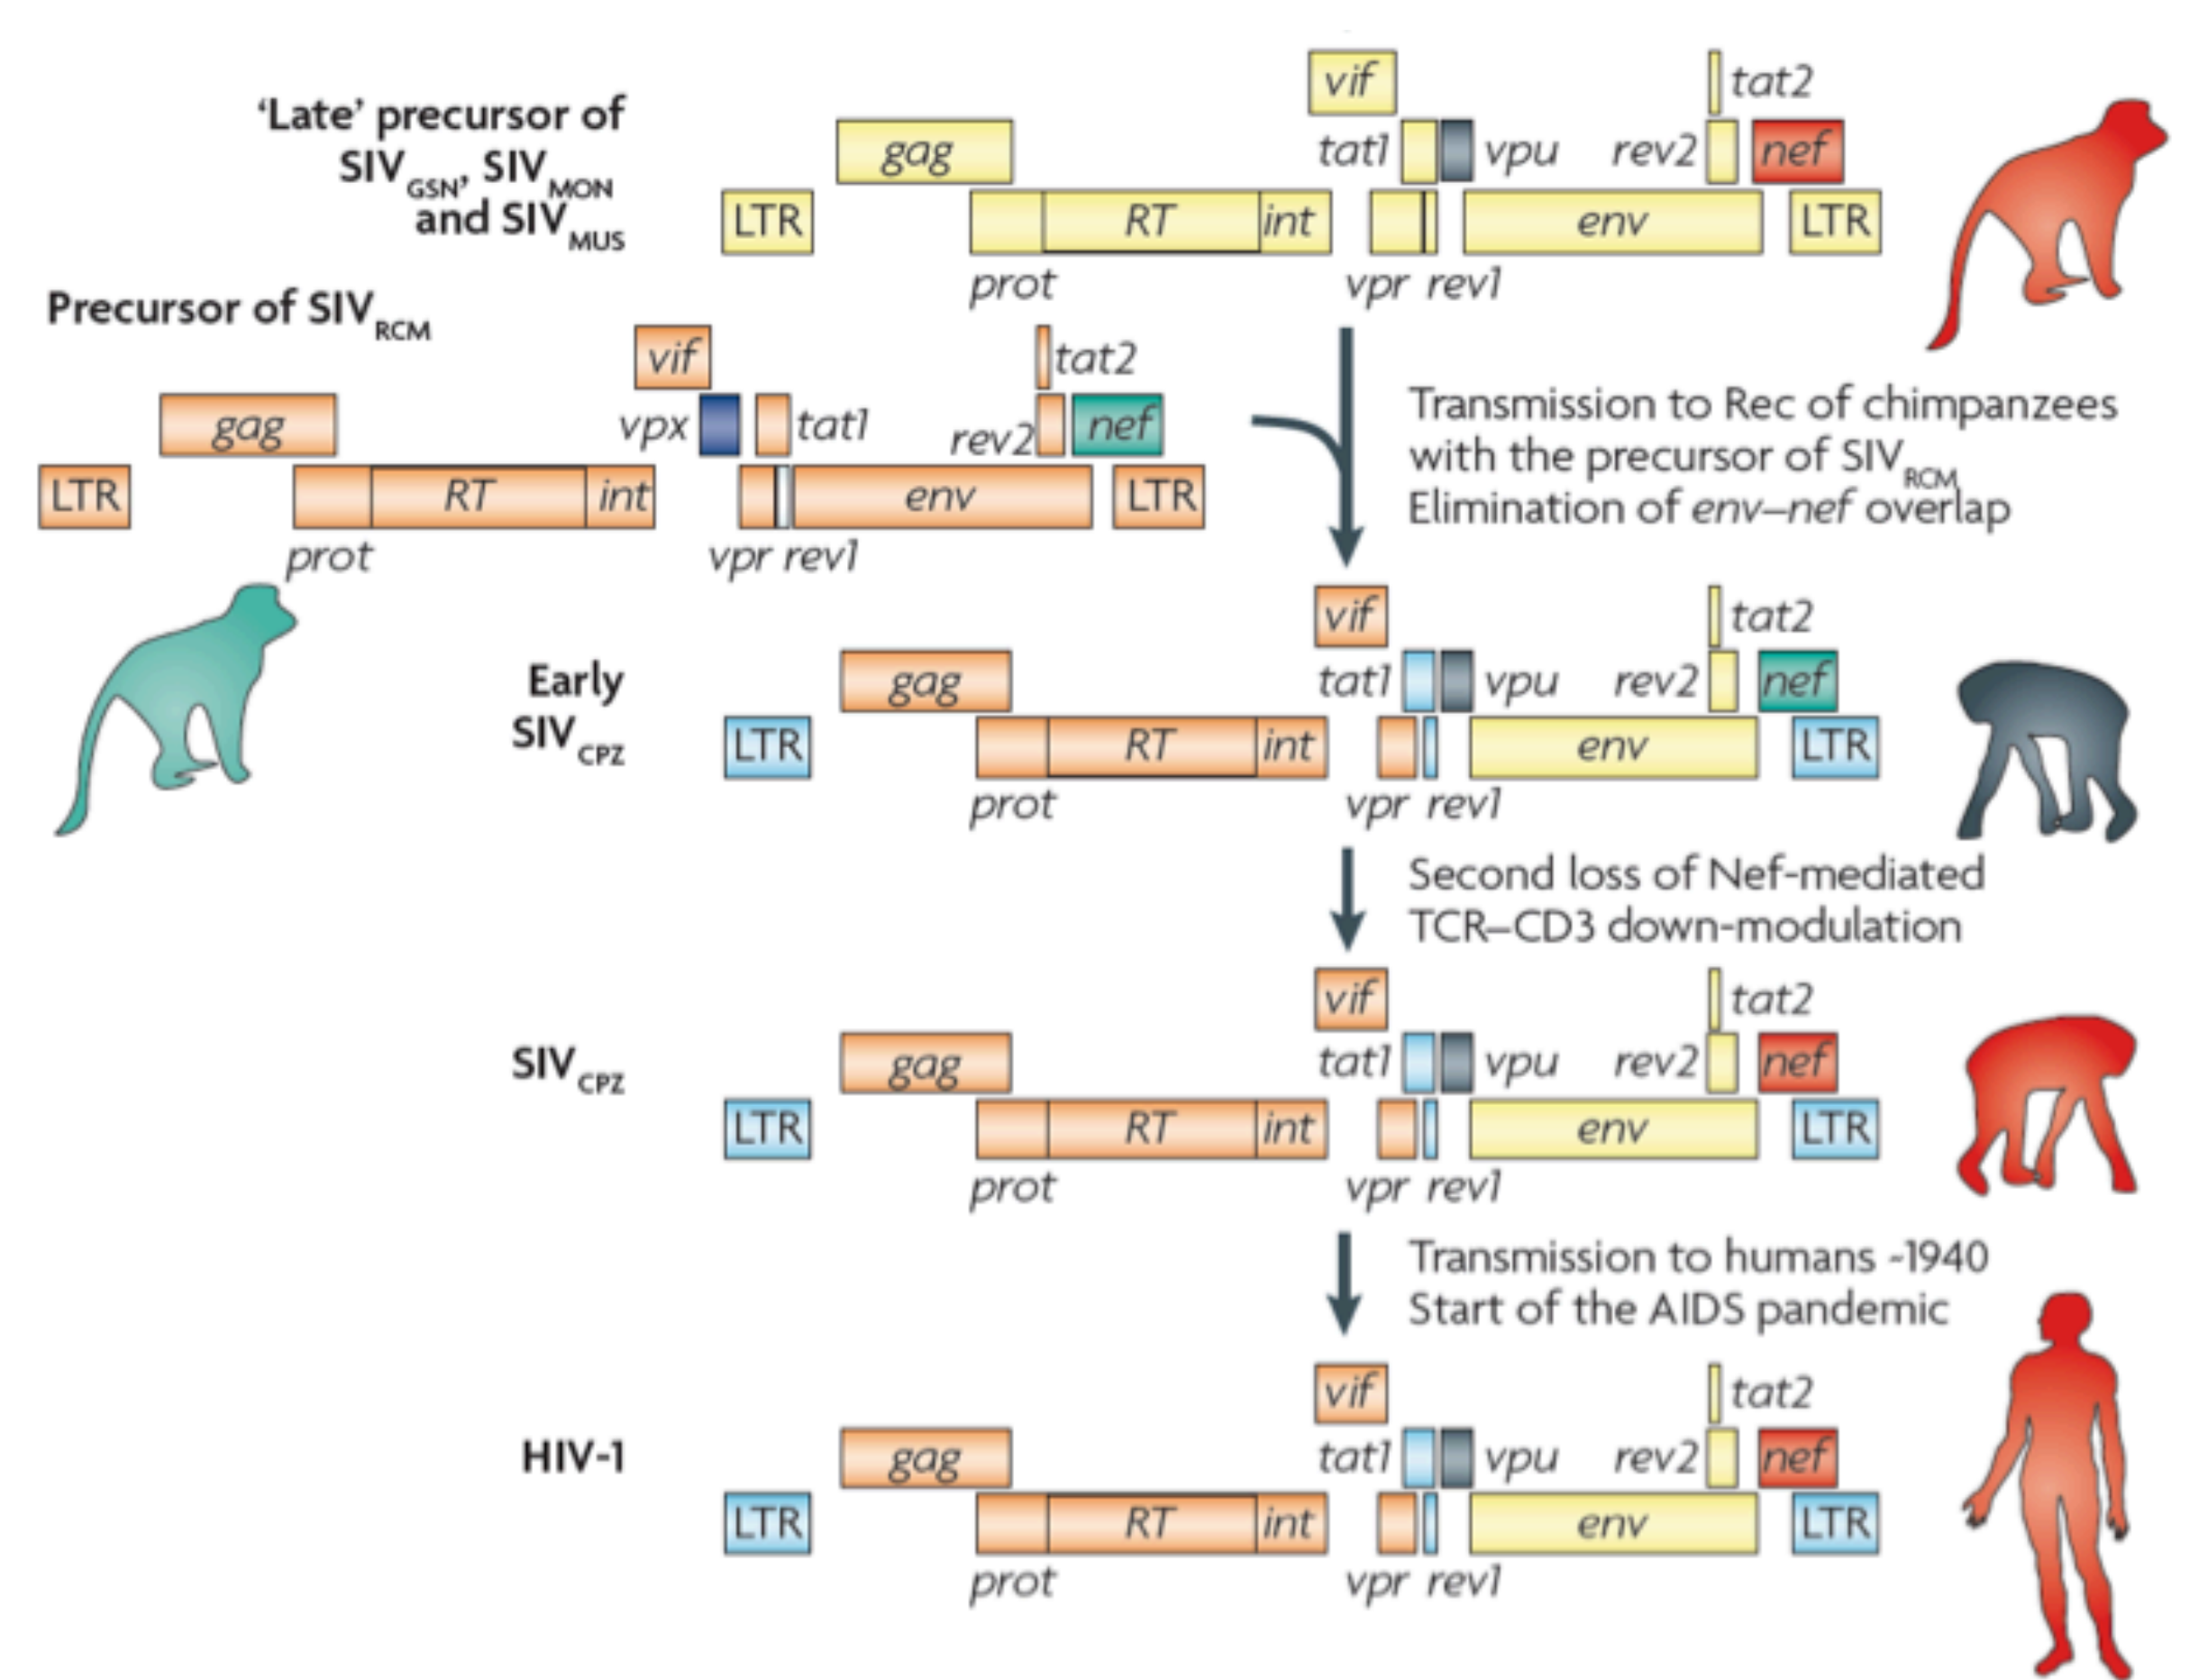 ‘Late’ precursor of
SIVGSN, SIVMON
and SIVMUS
vif
tat2
gag
tat1
vpu
rev2
nef
LTR
RT
int
env
LTR
prot
vpr rev1
Precursor of SIVRCM
vif
tat2
gag
vpx
tat1
rev2
nef
LTR
RT
int
env
LTR
prot
vpr rev1
Transmission to Rec of chimpanzees
with the precursor of SIVRCM
Elimination of env–nef overlap
Early
SIVCPZ
vif
tat2
gag
tat1
vpu
rev2
nef
LTR
RT
int
env
LTR
prot
vpr rev1
Second loss of Nef-mediated
TCR–CD3 down-modulation
SIVCPZ
vif
tat2
gag
tat1
vpu
rev2
nef
LTR
RT
int
env
LTR
prot
vpr rev1
Transmission to humans ~1940
Start of the AIDS pandemic
HIV-1
vif
tat2
gag
tat1
vpu
rev2
nef
LTR
RT
int
env
LTR
prot
vpr rev1